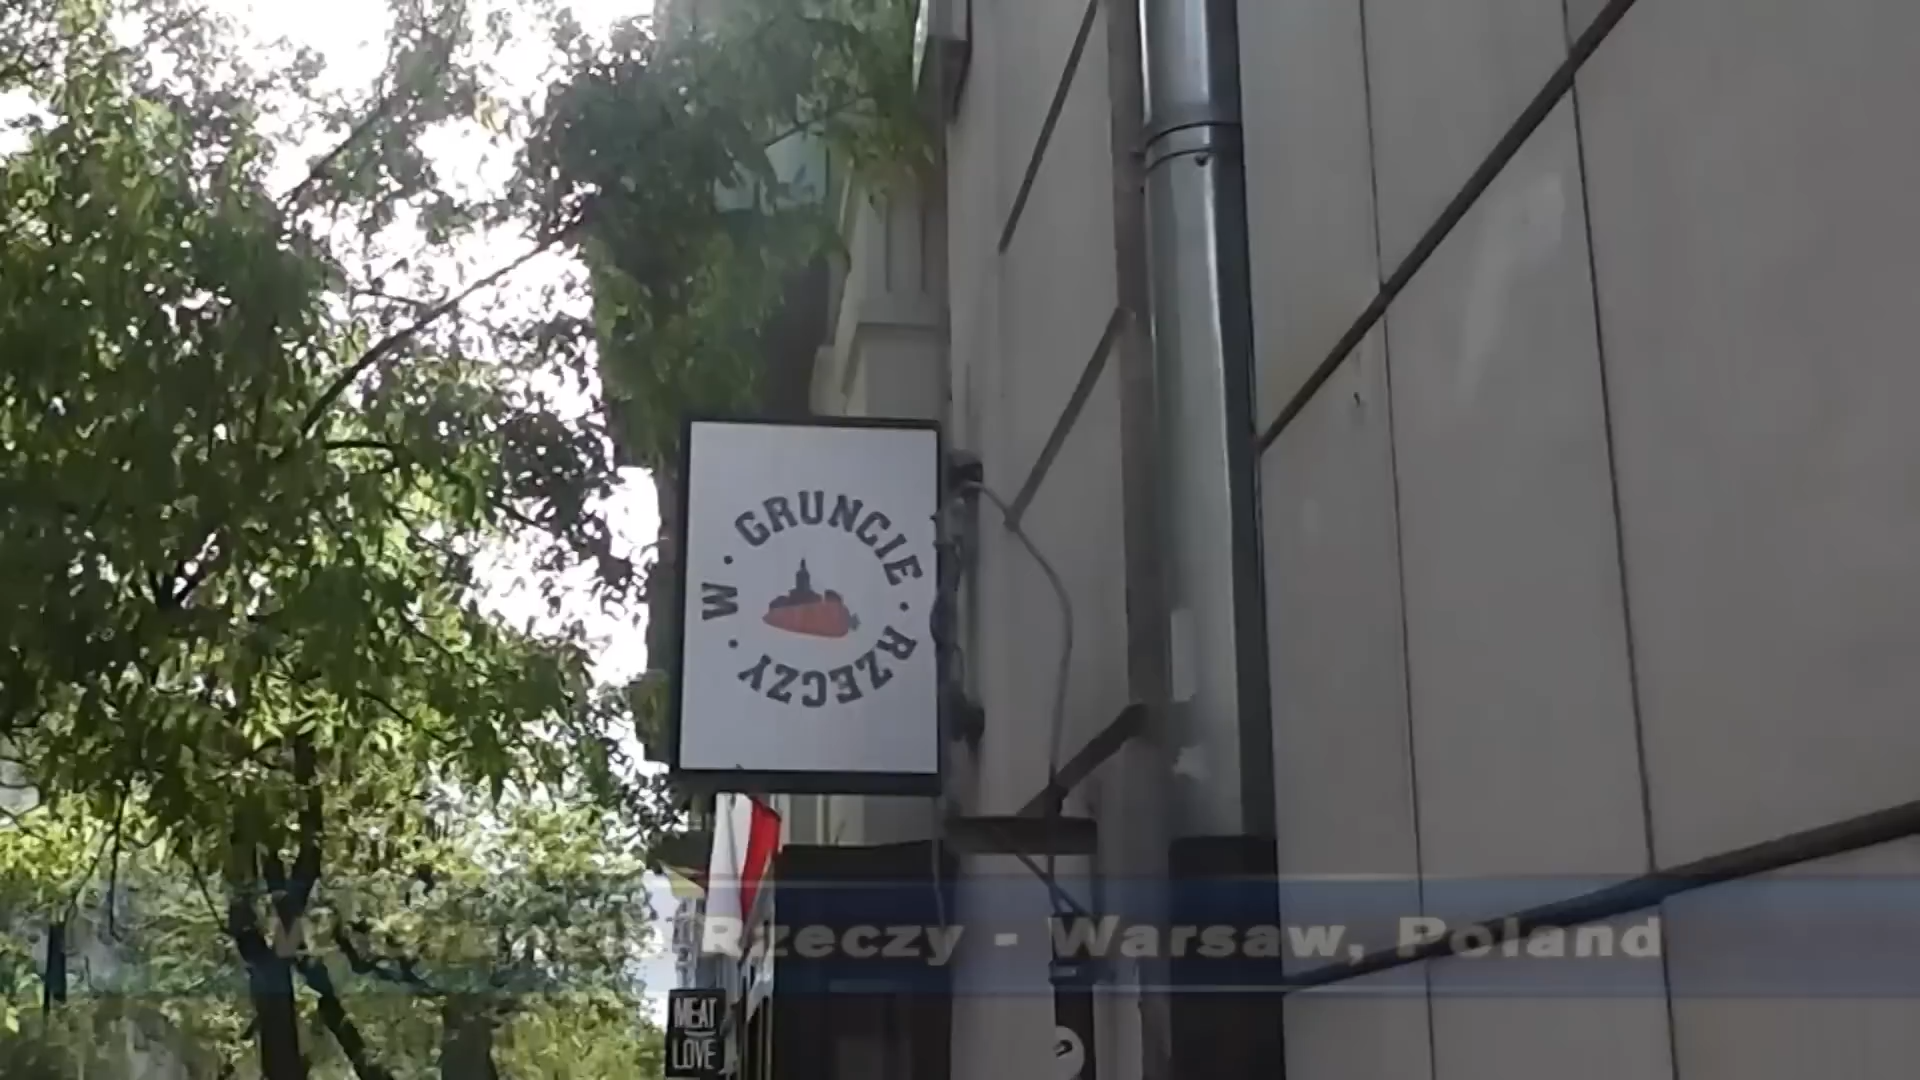 W · GRUNCIE · RZECZY ·
Rzeczy - Warsaw, Poland
MEAT
LOVE